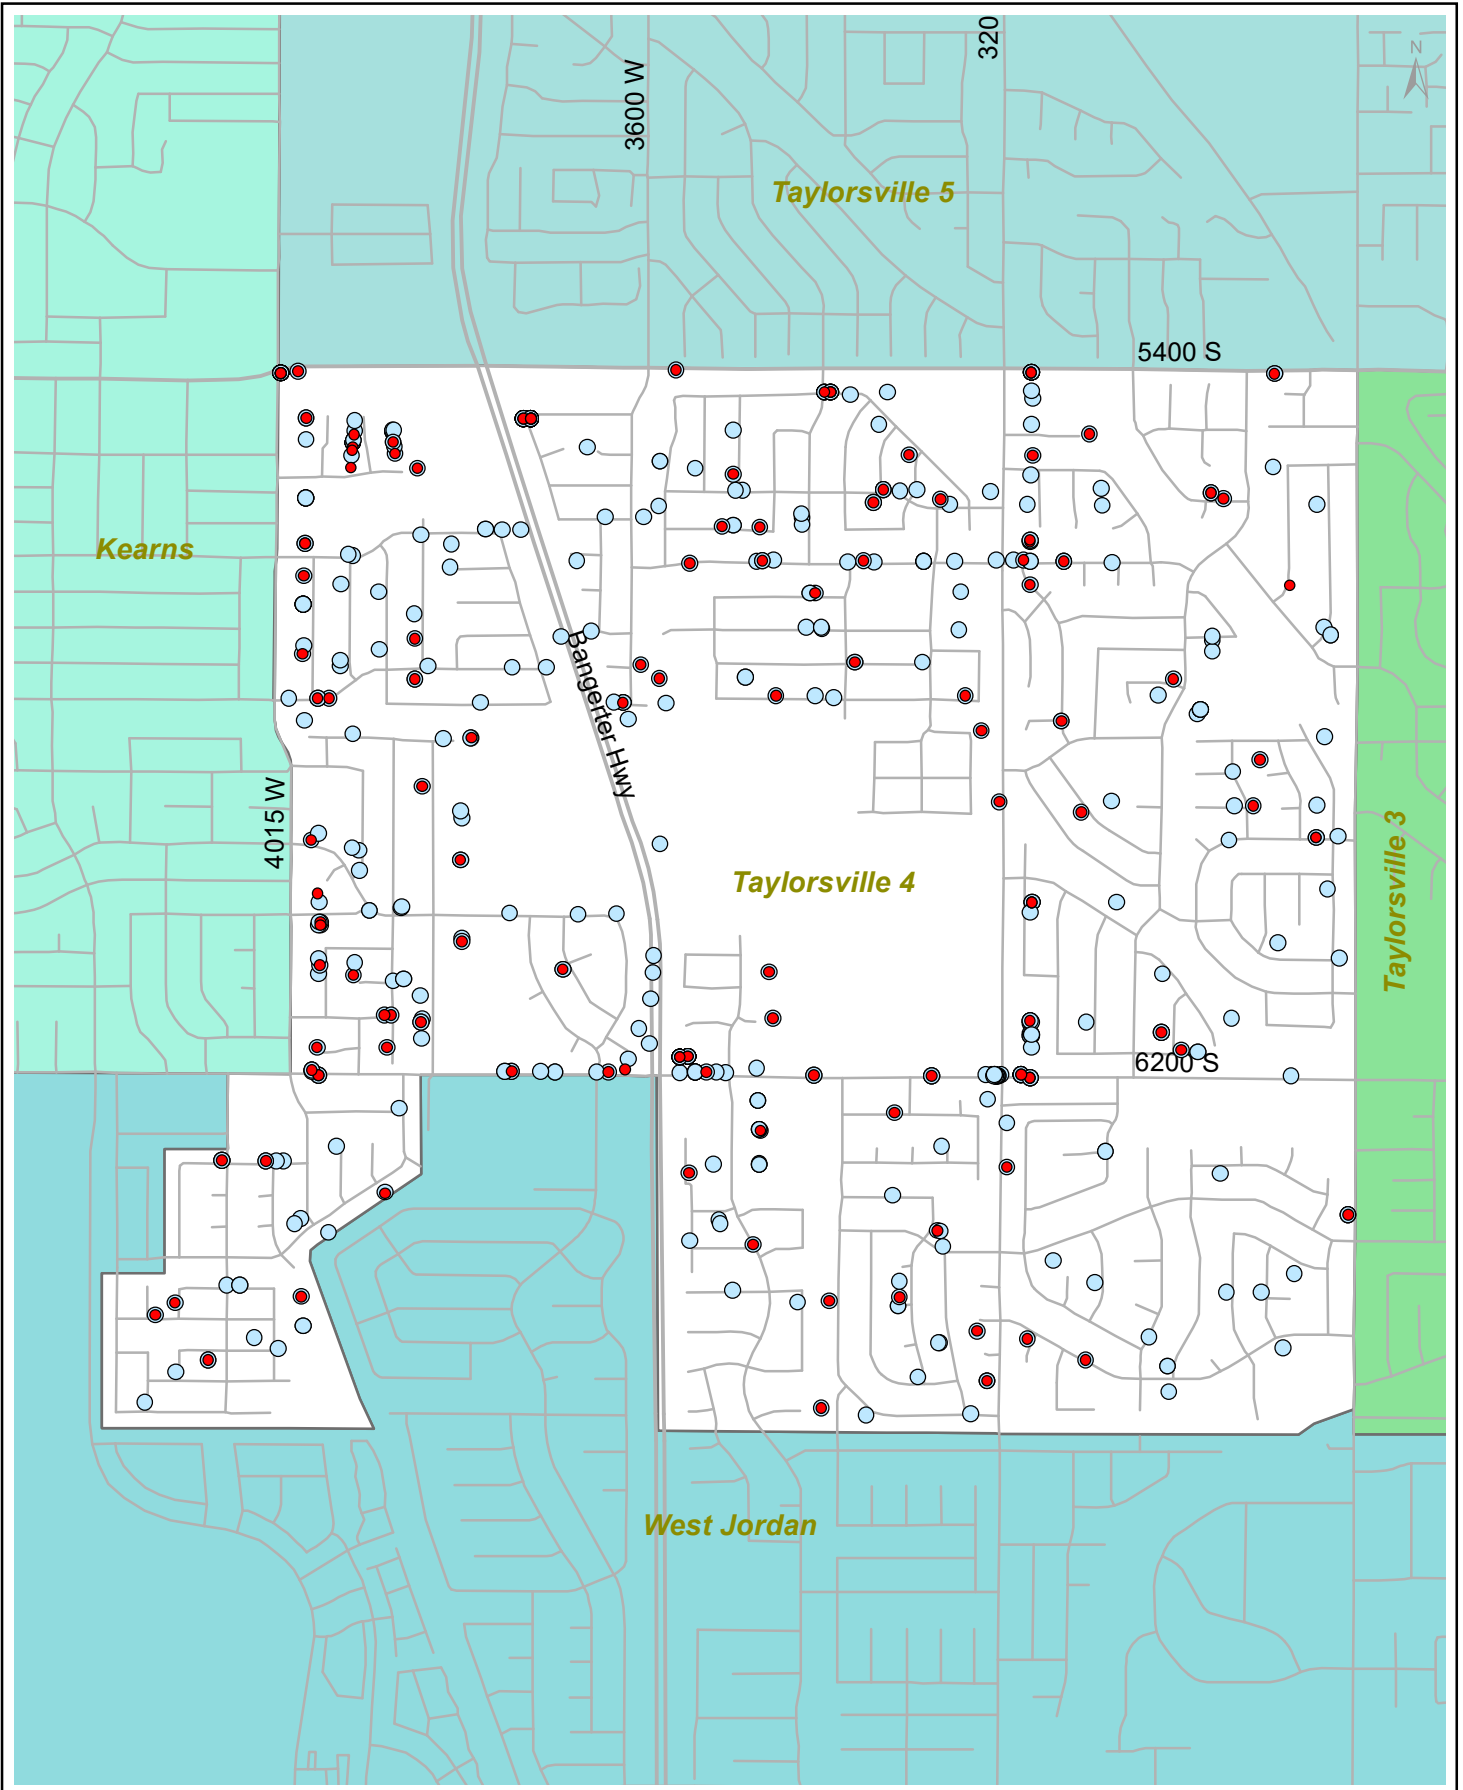 320
3600 W
N
Taylorsville 5
5400 S
Kearns
Bangerter Hwy
4015 W
Taylorsville 4
Taylorsville 3
6200 S
West Jordan